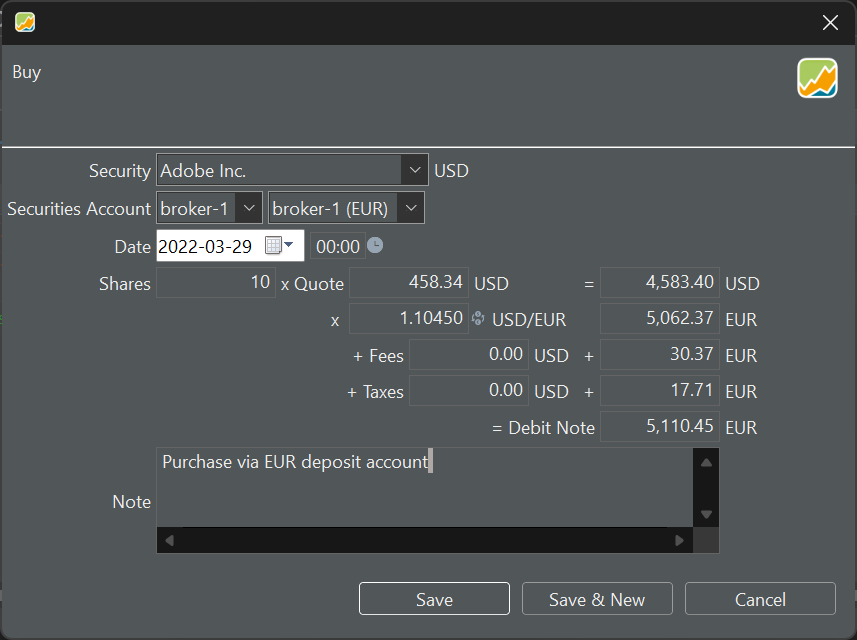 Buy
Security Adobe Inc. USD
Securities Account broker-1 broker-1 (EUR)
Date 2022-03-29 00:00
Shares 10 x Quote 458.34 USD = 4,583.40 USD
x 1.10450 USD/EUR 5,062.37 EUR
+ Fees 0.00 USD + 30.37 EUR
+ Taxes 0.00 USD + 17.71 EUR
= Debit Note 5,110.45 EUR
Purchase via EUR deposit account
Note
Save Save & New Cancel